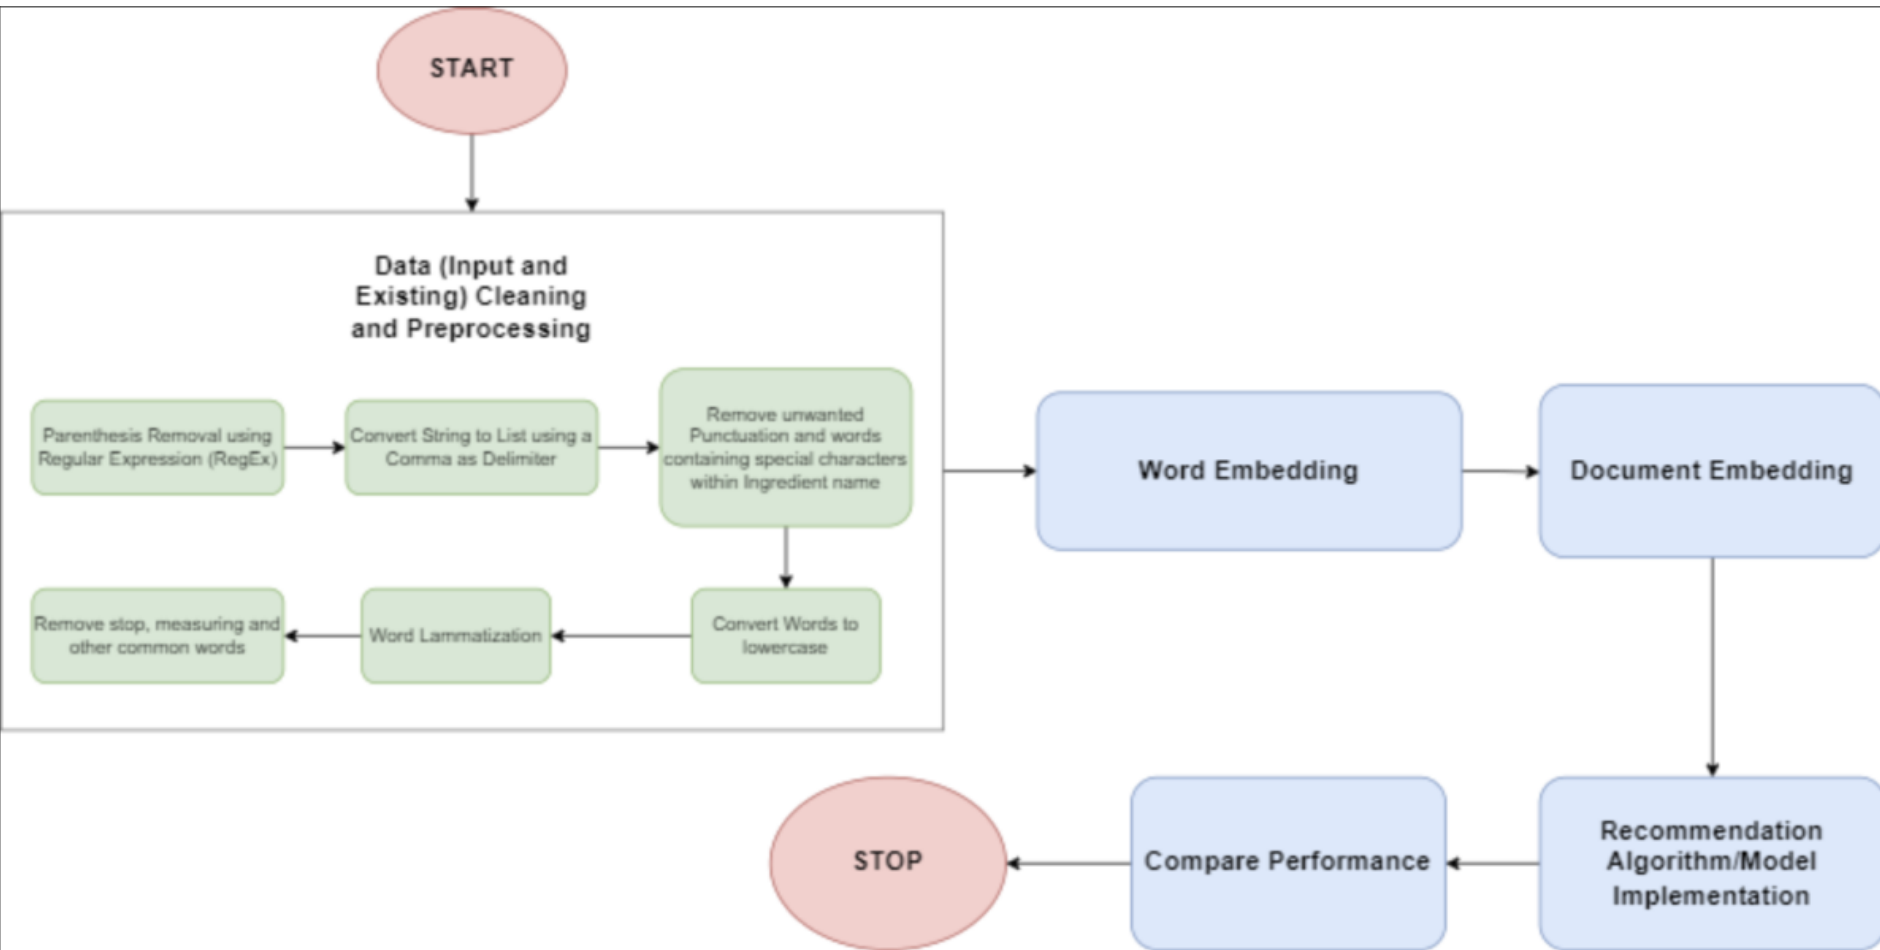 START
Data (Input and
Existing) Cleaning
and Preprocessing
Parenthesis Removal using
Regular Expression (RegEx)
Convert String to List using a
Comma as Delimiter
Remove unwanted
Punctuation and words
containing special characters
within Ingredient name
Convert Words to
lowercase
Word Lammatization
Remove stop, measuring and
other common words
Word Embedding
Document Embedding
Recommendation
Algorithm/Model
Implementation
Compare Performance
STOP